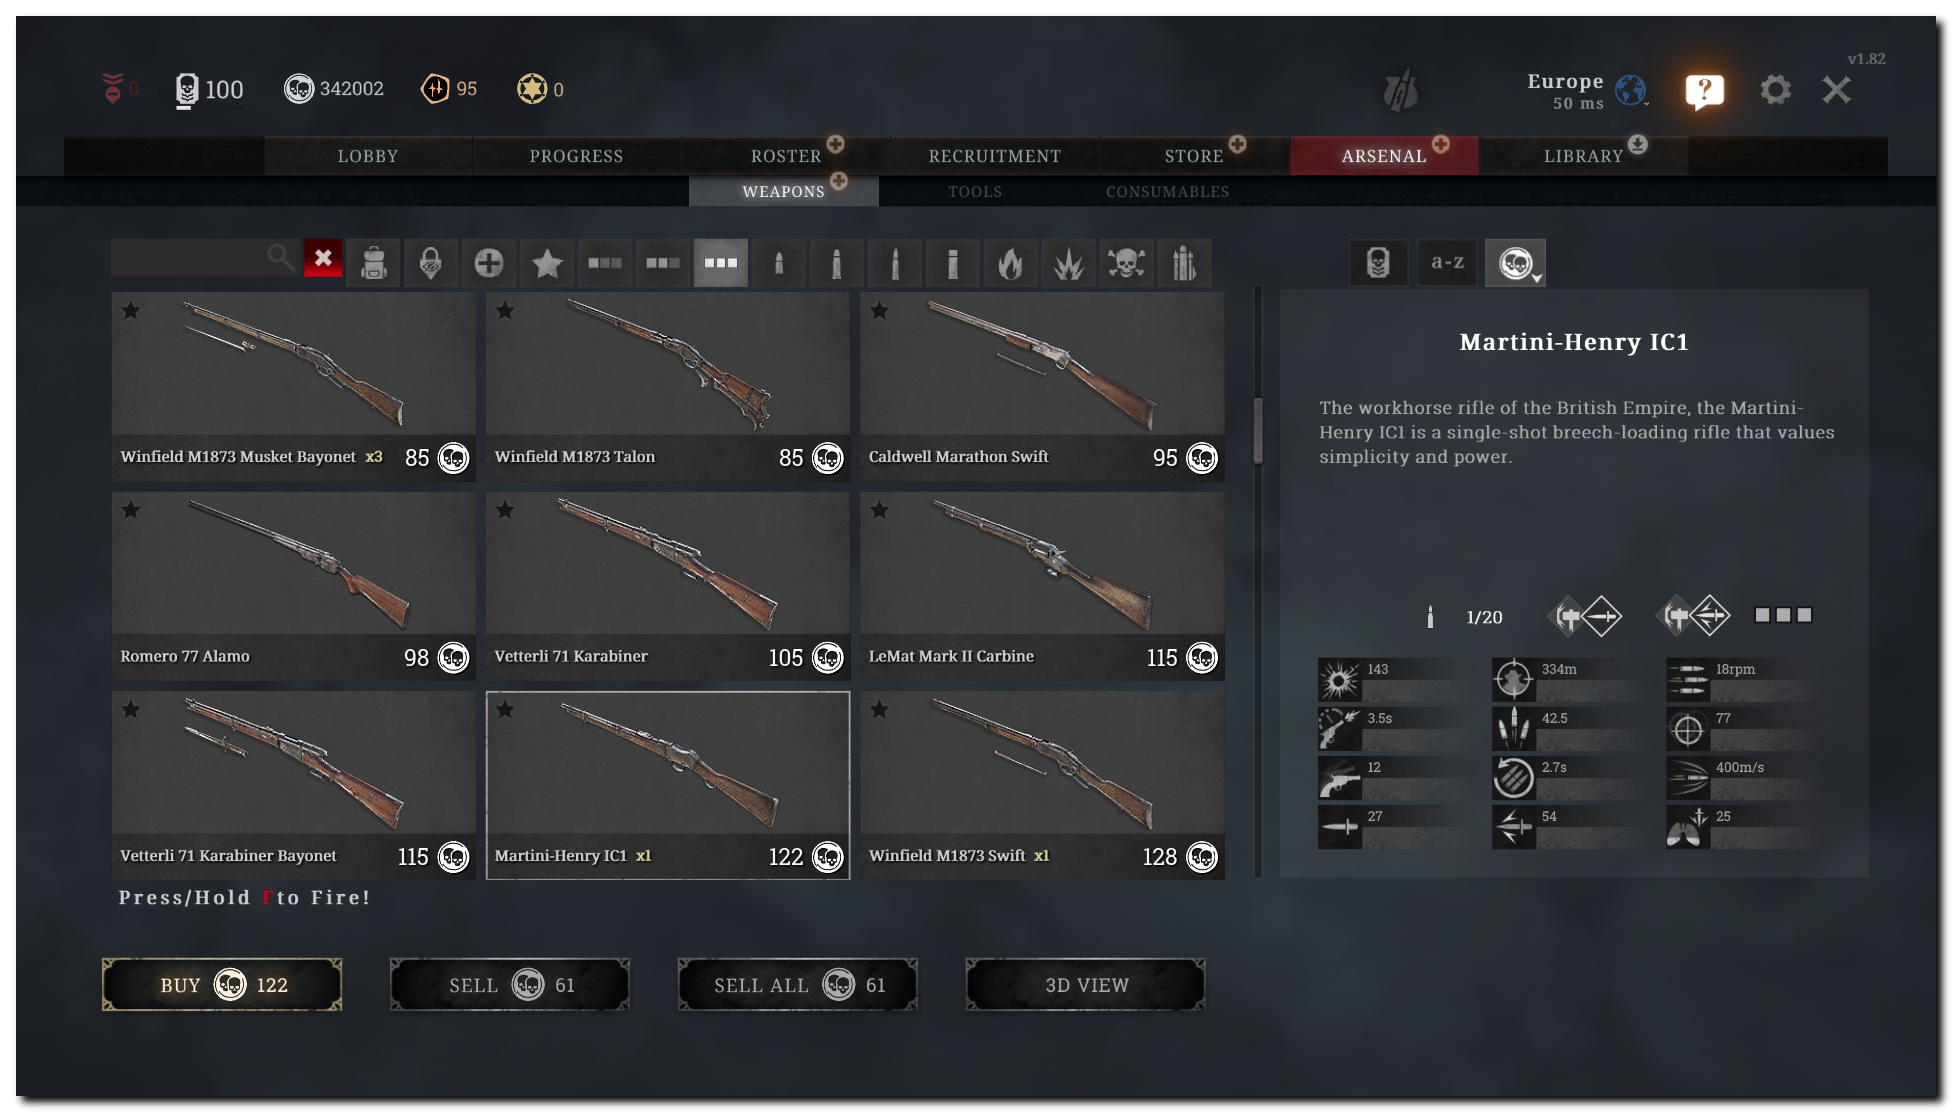 v1.82
0
100
342002
95
0
Europe
50 ms
?
LOBBY
PROGRESS
ROSTER
RECRUITMENT
STORE
ARSENAL
LIBRARY
WEAPONS
TOOLS
CONSUMABLES
a-z
Winfield M1873 Musket Bayonet x3 85
Winfield M1873 Talon 85
Caldwell Marathon Swift 95
Romero 77 Alamo 98
Vetterli 71 Karabiner 105
LeMat Mark II Carbine 115
Vetterli 71 Karabiner Bayonet 115
Martini-Henry IC1 x1 122
Winfield M1873 Swift x1 128
Press/Hold F to Fire!
BUY 122
SELL 61
SELL ALL 61
3D VIEW
Martini-Henry IC1
The workhorse rifle of the British Empire, the Martini-
Henry IC1 is a single-shot breech-loading rifle that values
simplicity and power.
1/20
143
334m
18rpm
3.5s
42.5
77
12
2.7s
400m/s
27
54
25